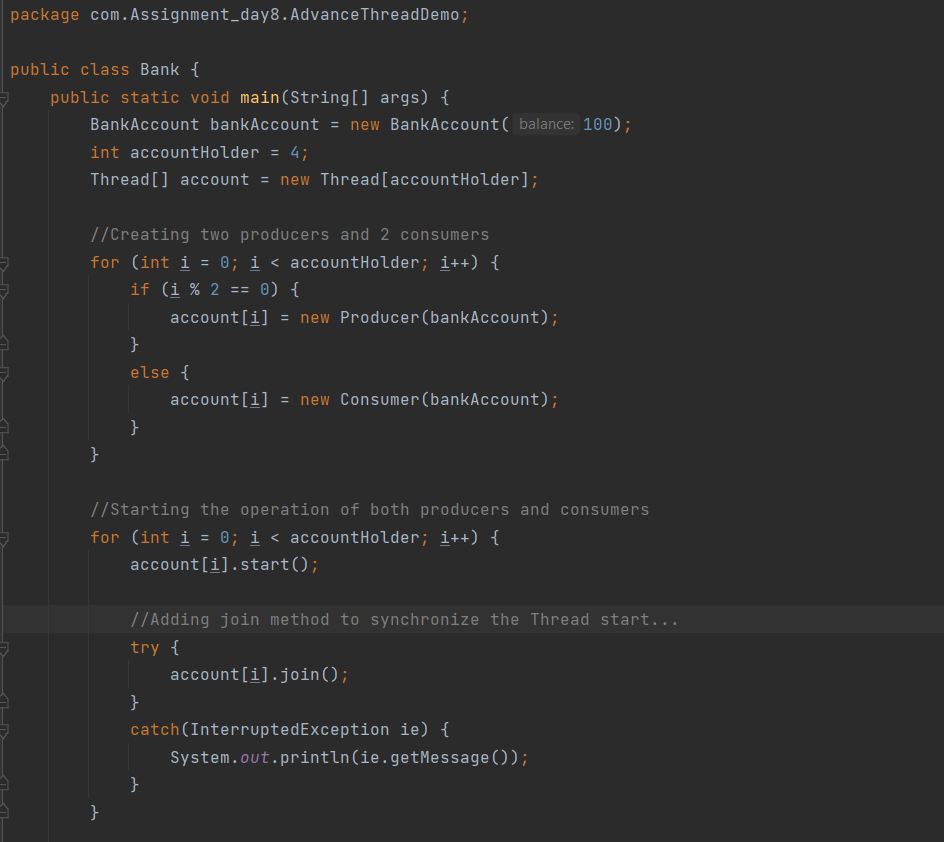 package com.Assignment_day8.AdvanceThreadDemo;
public class Bank {
public static void main(String[] args) {
BankAccount bankAccount = new BankAccount( balance: 100);
int accountHolder = 4;
Thread[] account = new Thread[accountHolder];
//Creating two producers and 2 consumers
for (int i = 0; i < accountHolder; i++) {
if (i % 2 == 0) {
account[i] = new Producer(bankAccount);
}
else {
account[i] = new Consumer(bankAccount);
}
}
//Starting the operation of both producers and consumers
for (int i = 0; i < accountHolder; i++) {
account[i].start();
//Adding join method to synchronize the Thread start...
try {
account[i].join();
}
catch(InterruptedException ie) {
System.out.println(ie.getMessage());
}
}